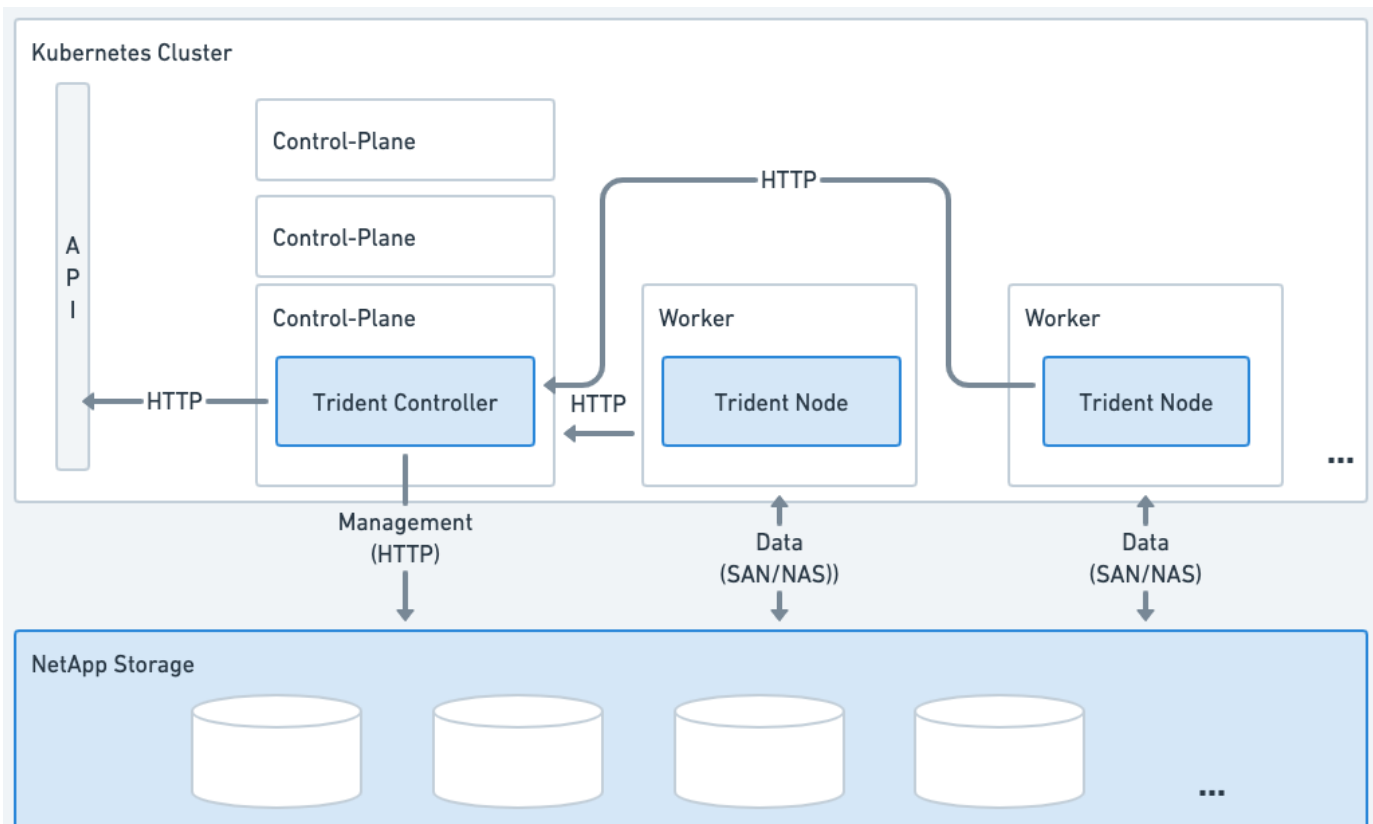 Kubernetes Cluster
A
P
I
Control-Plane
Control-Plane
Control-Plane
Trident Controller
HTTP
HTTP
HTTP
Worker
Trident Node
Worker
Trident Node
...
Management
(HTTP)
Data
(SAN/NAS))
Data
(SAN/NAS)
NetApp Storage
...